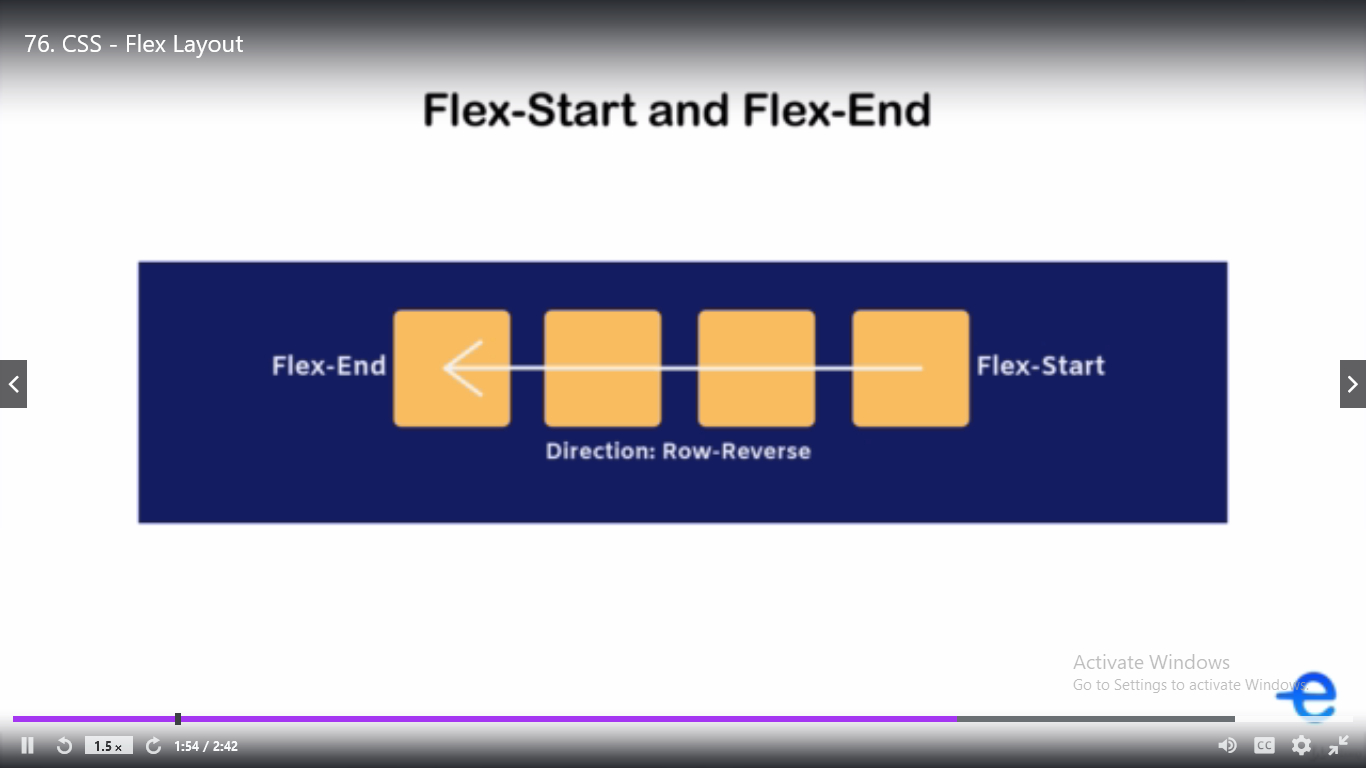 76. CSS - Flex Layout
Flex-Start and Flex-End
Flex-End
Flex-Start
Direction: Row-Reverse
Activate Windows
Go to Settings to activate Windows.
e
1.5 x
1:54 / 2:42
CC